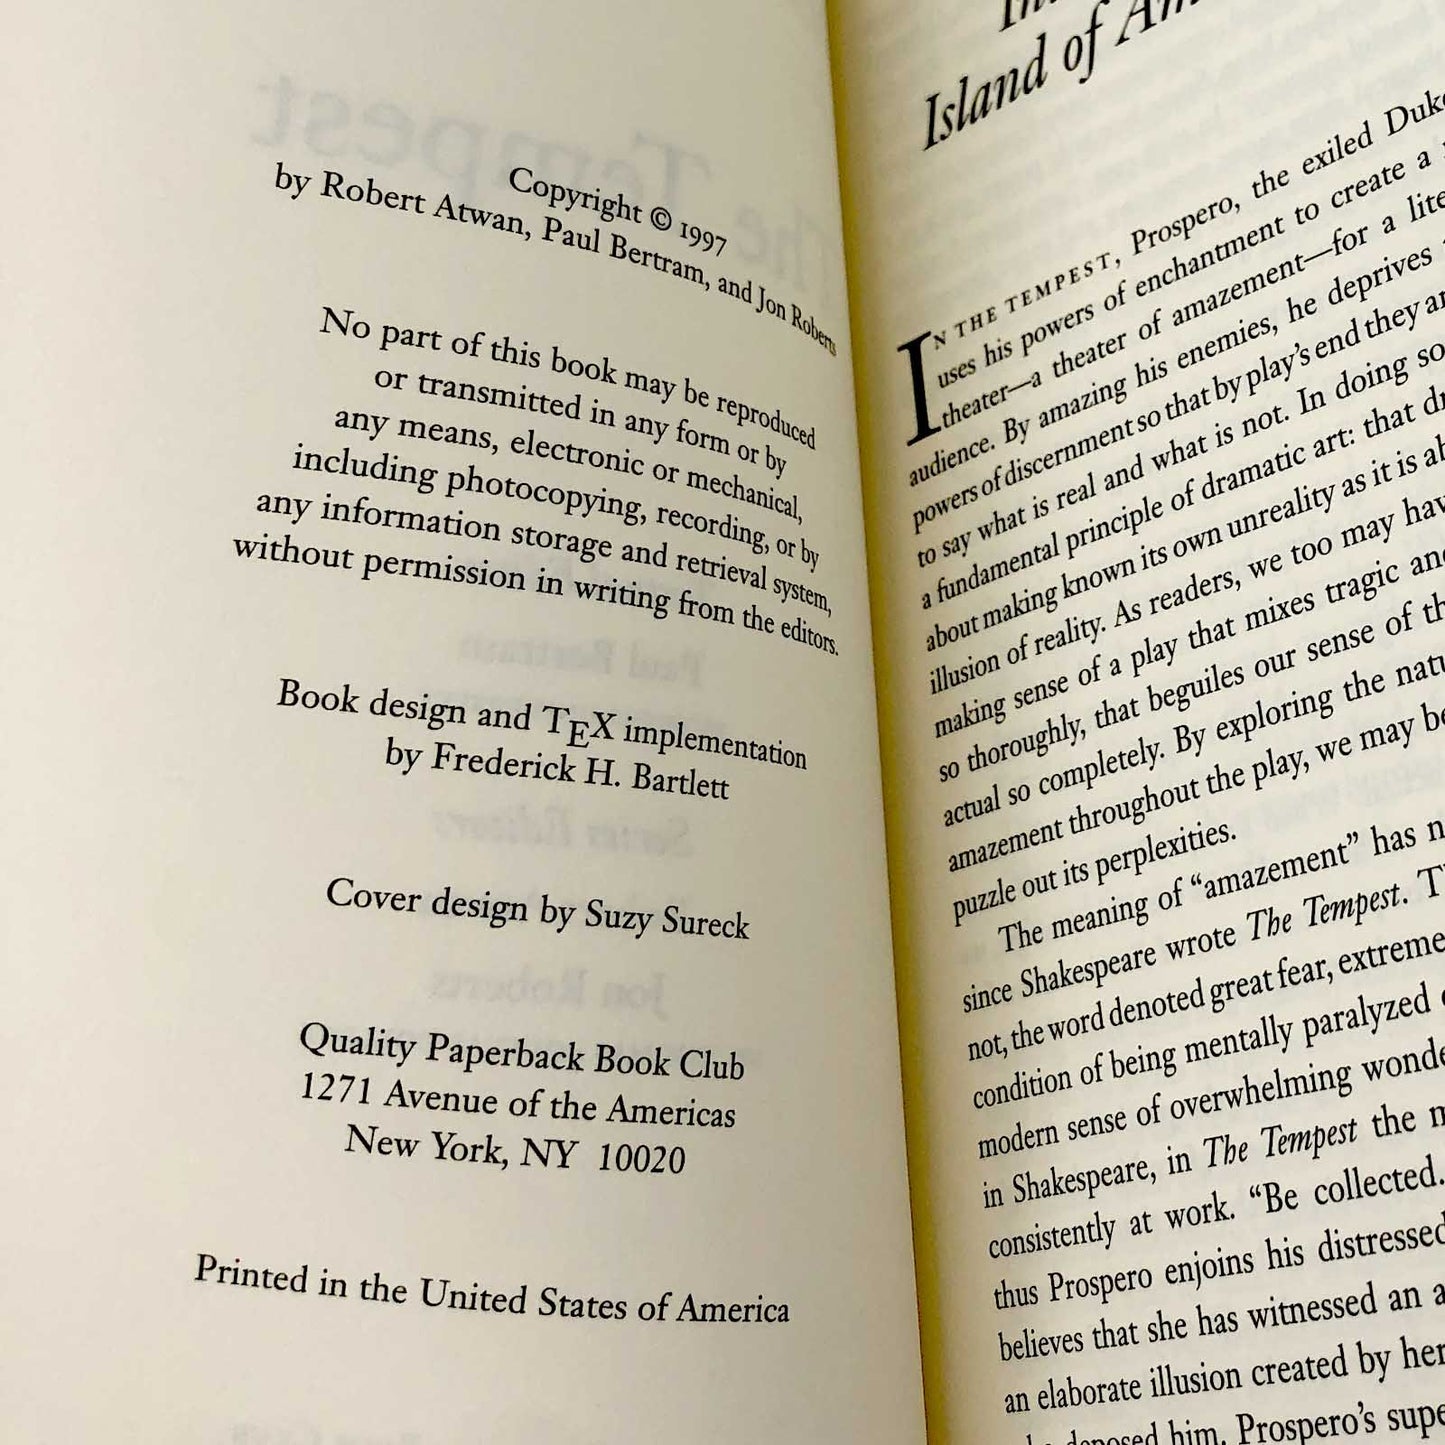 Copyright © 1997
by Robert Atwan, Paul Bertram, and Jon Roberts
No part of this book may be reproduced
or transmitted in any form or by
any means, electronic or mechanical,
including photocopying, recording, or by
any information storage and retrieval system,
without permission in writing from the editors.
Book design and TEX implementation
by Frederick H. Bartlett
Cover design by Suzy Sureck
Quality Paperback Book Club
1271 Avenue of the Americas
New York, NY 10020
Printed in the United States of America
Island of
IN THE TEMPEST, Prospero, the exiled Duke
uses his powers of enchantment to create a
theater—a theater of amazement—for a
audience. By amazing his enemies, he deprives
powers of discernment so that by play's end they
to say what is real and what is not. In doing so
a fundamental principle of dramatic art: that
about making known its own unreality as it is
illusion of reality. As readers, we too may
making sense of a play that mixes tragic
so thoroughly, that beguiles our sense of
actual so completely. By exploring the
amazement throughout the play, we may
puzzle out its perplexities.
The meaning of “amazement” has
since Shakespeare wrote The Tempest.
not, the word denoted great fear, extreme
condition of being mentally paralyzed
modern sense of overwhelming
in Shakespeare, in The Tempest the
consistently at work. “Be collected.
thus Prospero enjoins his distressed
believes that she has witnessed an
an elaborate illusion created by her
deposed him. Prospero's
The Tempest
Paul Bertram
Series Editors
Jon Roberts